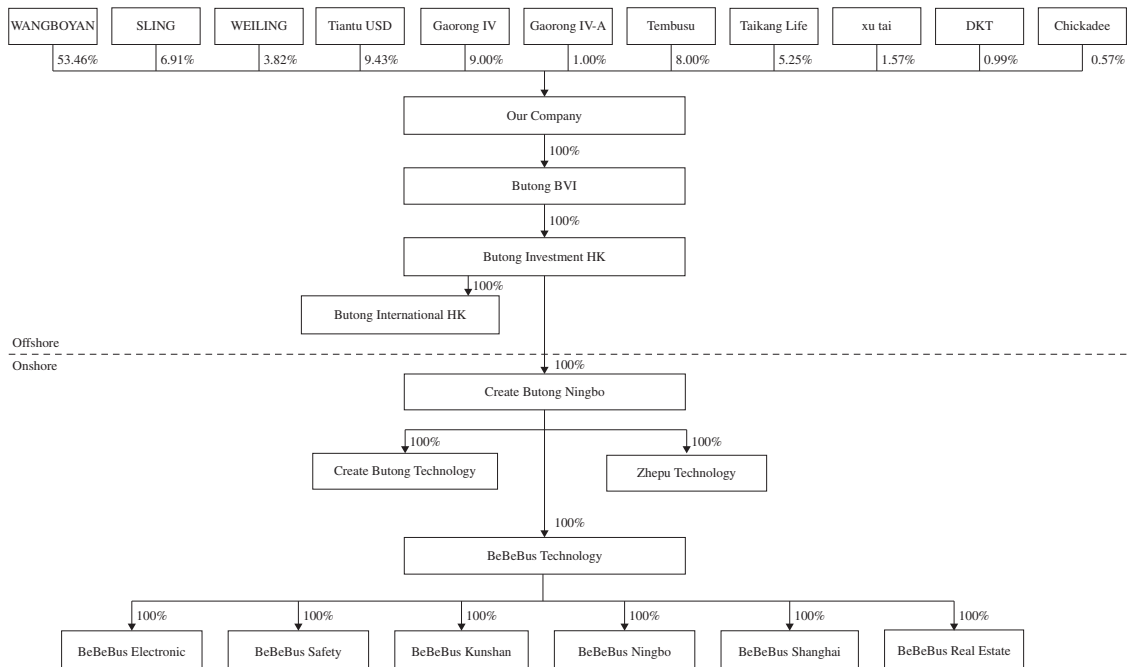 WANGBOYAN SLING WEILING Tiantu USD Gaorong IV Gaorong IV-A Tembusu Taikang Life xu tai DKT Chickadee
53.46% 6.91% 3.82% 9.43% 9.00% 1.00% 8.00% 5.25% 1.57% 0.99% 0.57%
Our Company
100%
Butong BVI
100%
Butong Investment HK
100%
Butong International HK
Offshore
Onshore
100%
Create Butong Ningbo
100% 100%
Create Butong Technology Zhepu Technology
100%
BeBeBus Technology
100% 100% 100% 100% 100% 100%
BeBeBus Electronic BeBeBus Safety BeBeBus Kunshan BeBeBus Ningbo BeBeBus Shanghai BeBeBus Real Estate